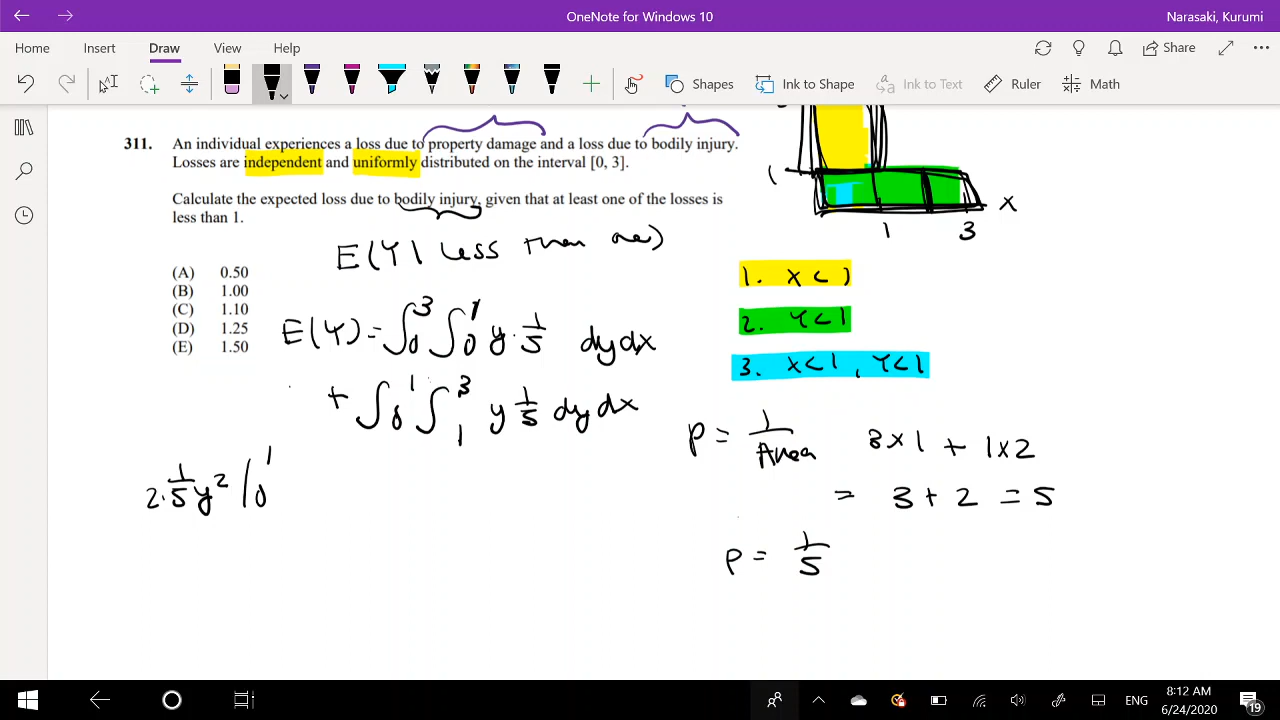 OneNote for Windows 10
Narasaki, Kurumi
Home Insert Draw View Help
Share
Shapes Ink to Shape Ink to Text Ruler Math
311. An individual experiences a loss due to property damage and a loss due to bodily injury.
Losses are independent and uniformly distributed on the interval [0, 3].
Calculate the expected loss due to bodily injury, given that at least one of the losses is
less than 1.
(A) 0.50
(B) 1.00
(C) 1.10
(D) 1.25
(E) 1.50
E(Y| less than one)
E(Y) = ∫0^3 ∫0^1 y · 1/5 dy dx
+ ∫0^1 ∫1^3 y 1/5 dy dx
2·1/5 y² |0^1
1
X
1 3
1. X < 1
2. Y < 1
3. X < 1, Y < 1
P = 1/Area 3×1 + 1×2
= 3 + 2 = 5
P = 1/5
ENG
8:12 AM
6/24/2020
19